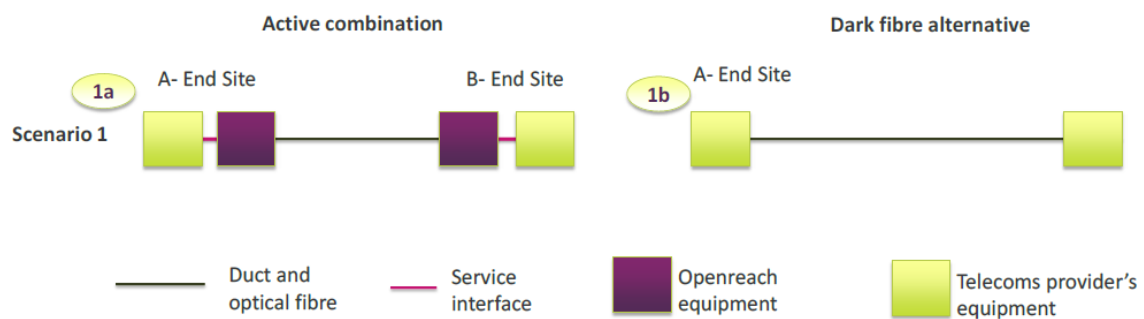 Active combination
Dark fibre alternative
A- End Site
B- End Site
A- End Site
1a
1b
Scenario 1
Duct and
optical fibre
Service
interface
Openreach
equipment
Telecoms provider's
equipment